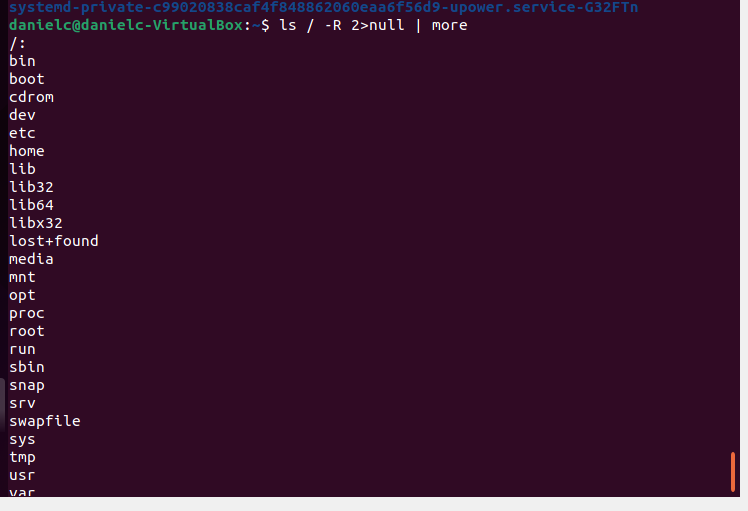 systemd-private-c99020838caf4f848862060eaa6f56d9-upower.service-G32FTn
danielc@danielc-VirtualBox:~$ ls / -R 2>null | more
/:
bin
boot
cdrom
dev
etc
home
lib
lib32
lib64
libx32
lost+found
media
mnt
opt
proc
root
run
sbin
snap
srv
swapfile
sys
tmp
usr
var